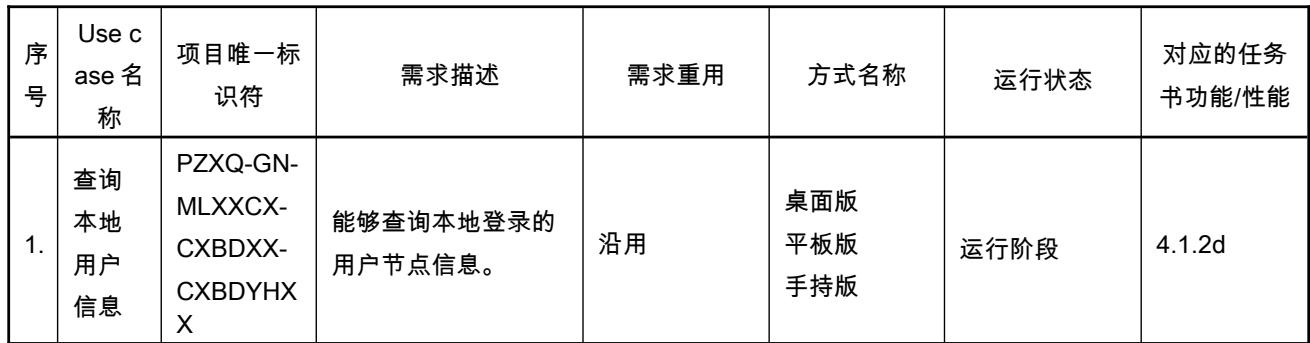 序
号
Use c
ase 名
称
项目唯一标
识符
需求描述
需求重用
方式名称
运行状态
对应的任务
书功能/性能
1.
查询
本地
用户
信息
PZXQ-GN-
MLXXCX-
CXBDXX-
CXBDYHX
X
能够查询本地登录的
用户节点信息。
沿用
桌面版
平板版
手持版
运行阶段
4.1.2d